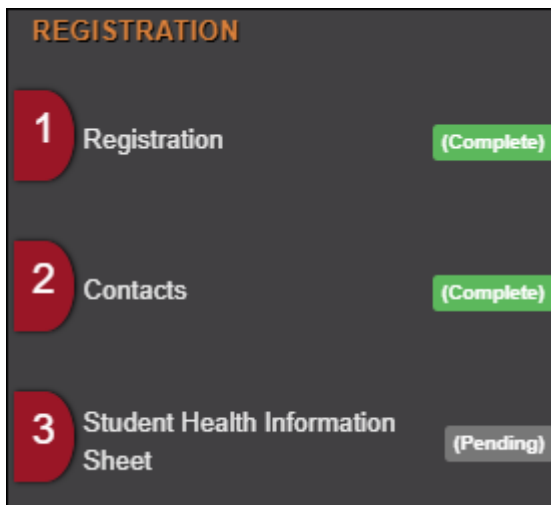 REGISTRATION
1 Registration (Complete)
2 Contacts (Complete)
3 Student Health Information
Sheet (Pending)